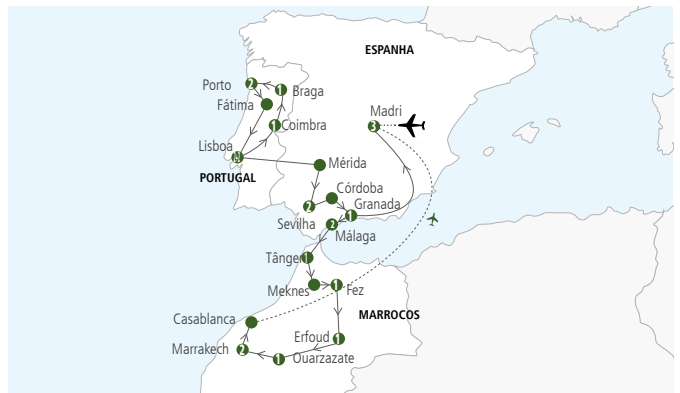 ESPANHA
Porto 2
1 Braga
Fátima
Madri
3
1 Coimbra
Lisboa
PORTUGAL
Mérida
Córdoba
2
1 Granada
Sevilha
2
Málaga
Tânger 1
Meknes
1 Fez
MARROCOS
Casablanca
Erfoud 1
Marrakech 2
1 Ouarzazate